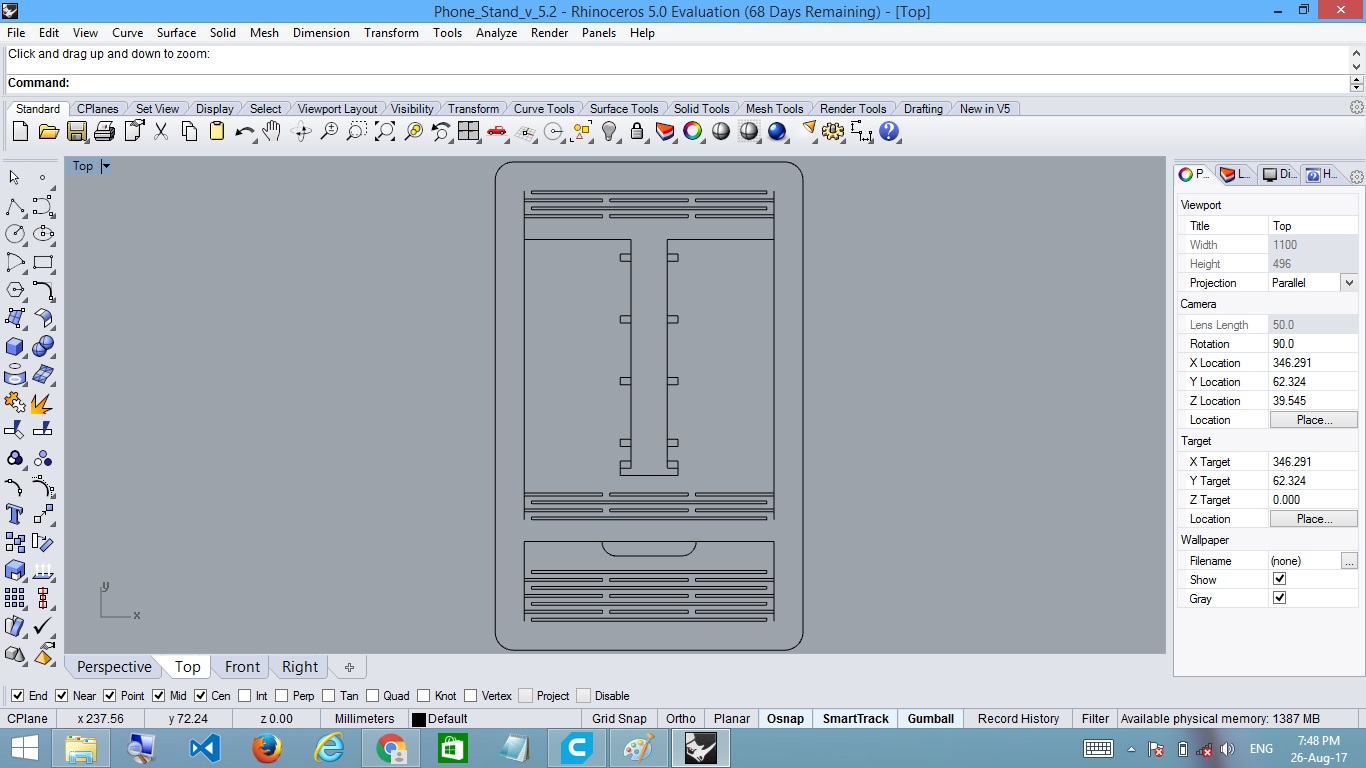 Phone_Stand_v_5.2 - Rhinoceros 5.0 Evaluation (68 Days Remaining) - [Top]
File Edit View Curve Surface Solid Mesh Dimension Transform Tools Analyze Render Panels Help
Click and drag up and down to zoom:
Command:
Standard CPlanes Set View Display Select Viewport Layout Visibility Transform Curve Tools Surface Tools Solid Tools Mesh Tools Render Tools Drafting New in V5
Top
P... L... Di... H...
Viewport
Title Top
Width 1100
Height 496
Projection Parallel
Camera
Lens Length 50.0
Rotation 90.0
X Location 346.291
Y Location 62.324
Z Location 39.545
Location Place...
Target
X Target 346.291
Y Target 62.324
Z Target 0.000
Location Place...
Wallpaper
Filename (none) ...
Show
Gray
y
x
Perspective Top Front Right
End Near Point Mid Cen Int Perp Tan Quad Knot Vertex Project Disable
CPlane x 237.56 y 72.24 z 0.00 Millimeters Default Grid Snap Ortho Planar Osnap SmartTrack Gumball Record History Filter Available physical memory: 1387 MB
ENG 7:48 PM
26-Aug-17